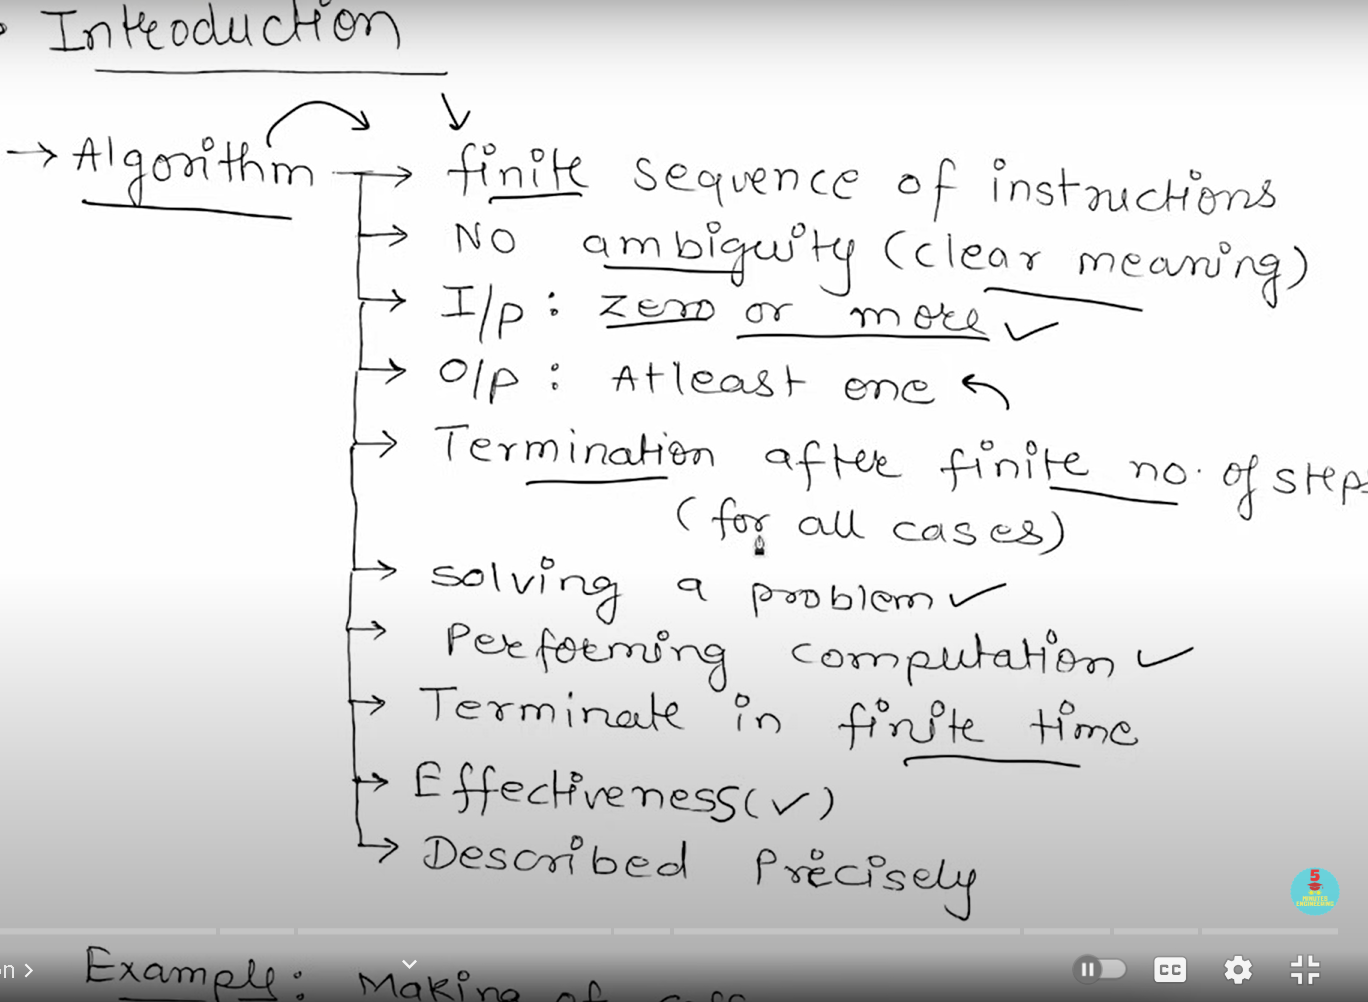 Introduction
→ Algorithm → finite sequence of instructions
→ NO ambiguity (clear meaning)
→ I/p : zero or more ✓
→ O/p : Atleast one
→ Termination after finite no. of steps
(for all cases)
→ solving a problem ✓
→ Performing computation ✓
→ Terminate in finite time
→ Effectiveness (✓)
→ Described Precisely
5
MINUTES
ENGINEERING
n >
CC
Example : Making of